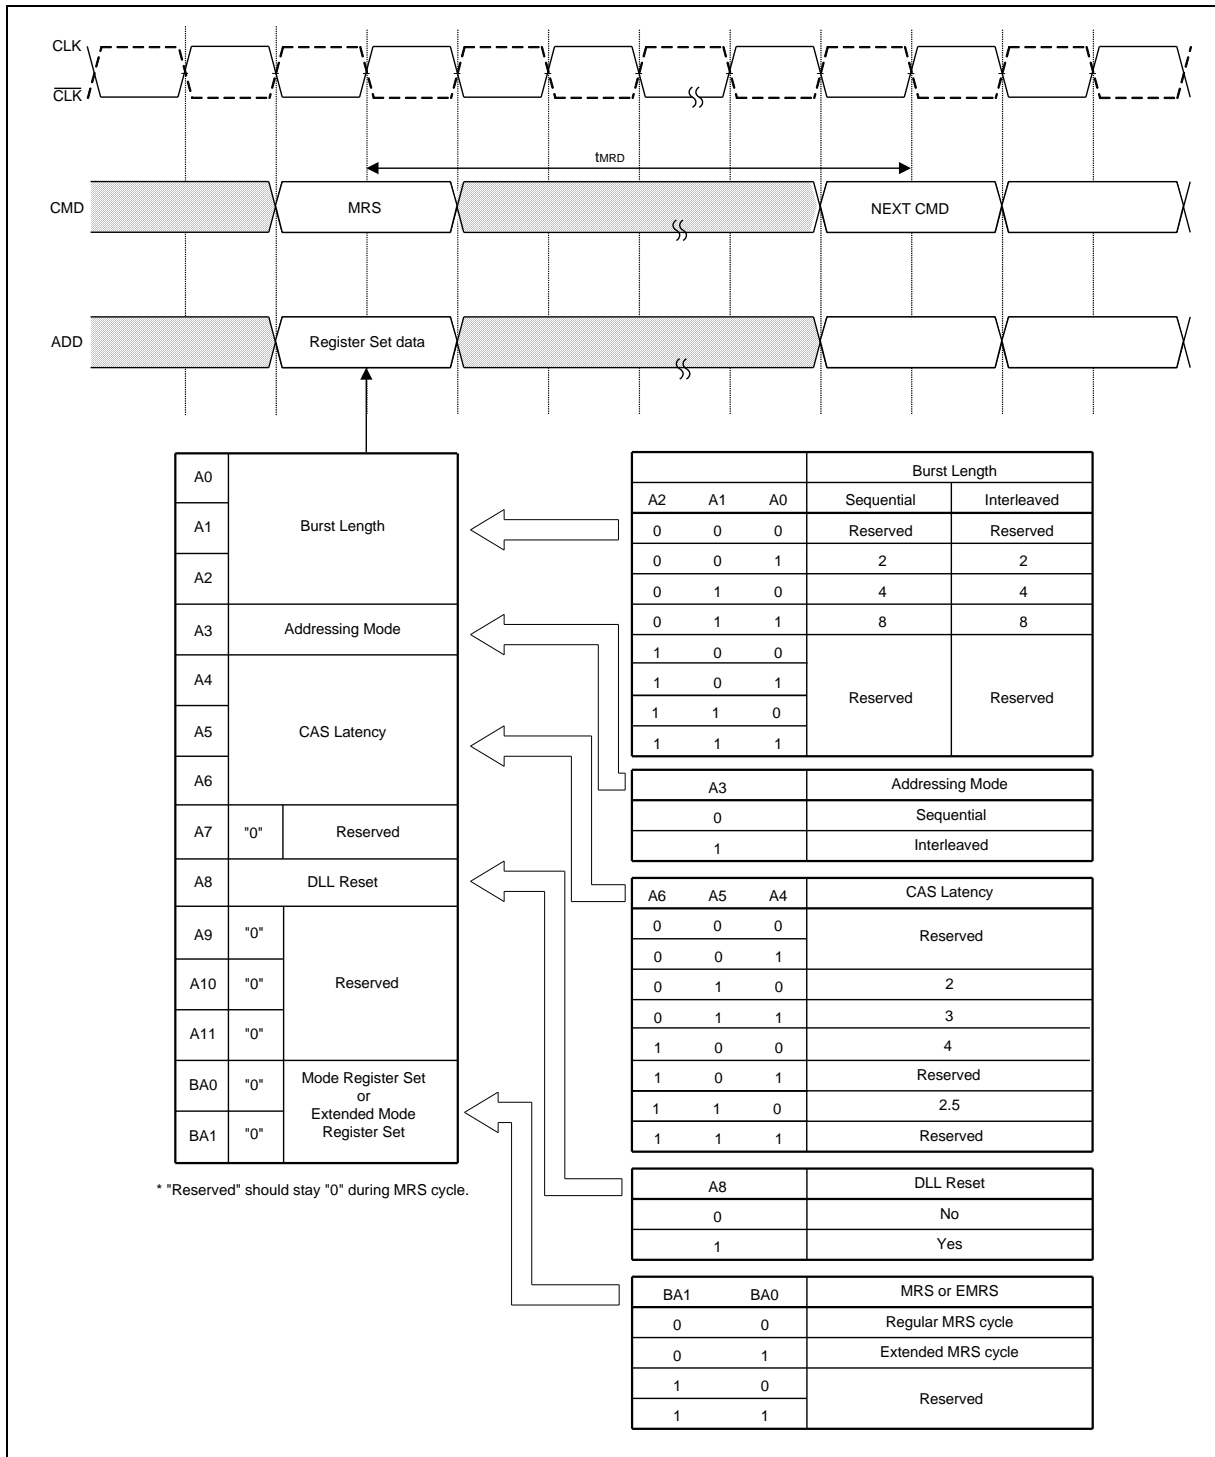 CLK
CLK
tMRD
CMD MRS NEXT CMD
ADD Register Set data
A0
A1 Burst Length
A2
A3 Addressing Mode
A4
A5 CAS Latency
A6
A7 "0" Reserved
A8 DLL Reset
A9 "0"
A10 "0" Reserved
A11 "0"
BA0 "0" Mode Register Set
or
Extended Mode
BA1 "0" Register Set
* "Reserved" should stay "0" during MRS cycle.
Burst Length
A2 A1 A0 Sequential Interleaved
0 0 0 Reserved Reserved
0 0 1 2 2
0 1 0 4 4
0 1 1 8 8
1 0 0
1 0 1
Reserved Reserved
1 1 0
1 1 1
A3 Addressing Mode
0 Sequential
1 Interleaved
A6 A5 A4 CAS Latency
0 0 0
Reserved
0 0 1
0 1 0 2
0 1 1 3
1 0 0 4
1 0 1 Reserved
1 1 0 2.5
1 1 1 Reserved
A8 DLL Reset
0 No
1 Yes
BA1 BA0 MRS or EMRS
0 0 Regular MRS cycle
0 1 Extended MRS cycle
1 0
Reserved
1 1